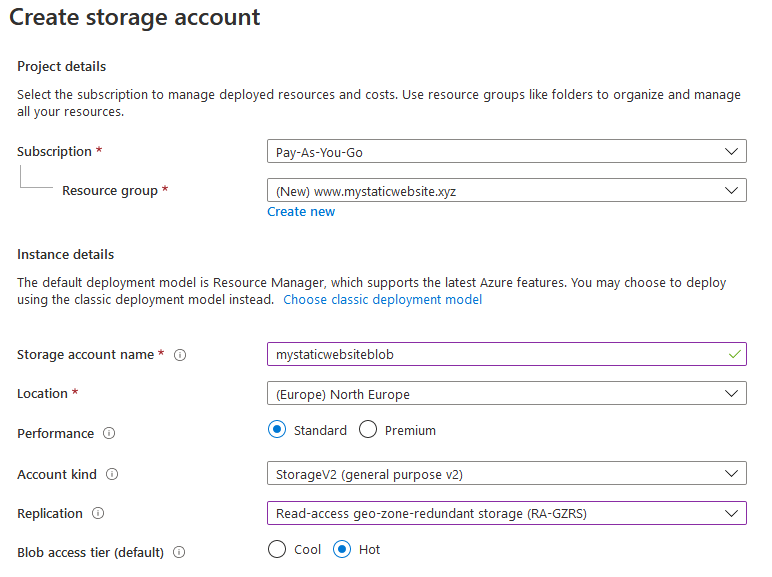 Create storage account
Project details
Select the subscription to manage deployed resources and costs. Use resource groups like folders to organize and manage
all your resources.
Subscription *
Pay-As-You-Go
Resource group *
(New) www.mystaticwebsite.xyz
Create new
Instance details
The default deployment model is Resource Manager, which supports the latest Azure features. You may choose to deploy
using the classic deployment model instead. Choose classic deployment model
Storage account name *
mystaticwebsiteblob
Location *
(Europe) North Europe
Performance
Standard Premium
Account kind
StorageV2 (general purpose v2)
Replication
Read-access geo-zone-redundant storage (RA-GZRS)
Blob access tier (default)
Cool Hot